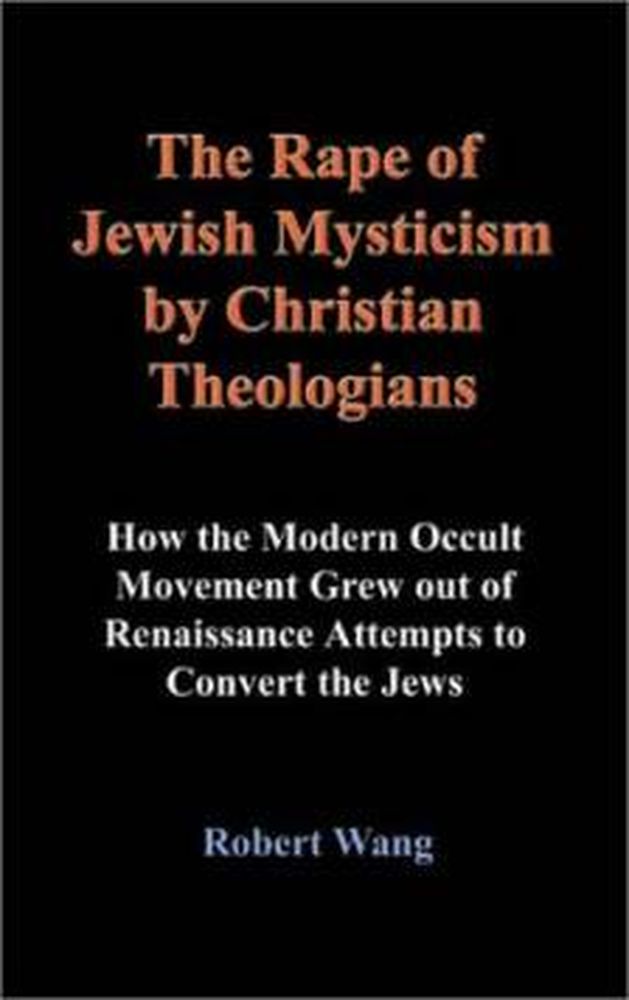 The Rape of
Jewish Mysticism
by Christian
Theologians
How the Modern Occult
Movement Grew out of
Renaissance Attempts to
Convert the Jews
Robert Wang